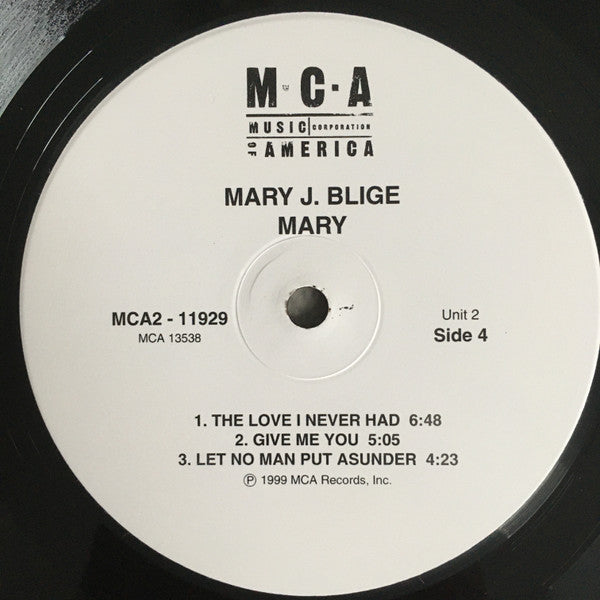 M·C·A
MUSIC CORPORATION
OF AMERICA
MARY J. BLIGE
MARY
MCA2 - 11929
MCA 13538
Unit 2
Side 4
1. THE LOVE I NEVER HAD 6:48
2. GIVE ME YOU 5:05
3. LET NO MAN PUT ASUNDER 4:23
℗ 1999 MCA Records, Inc.